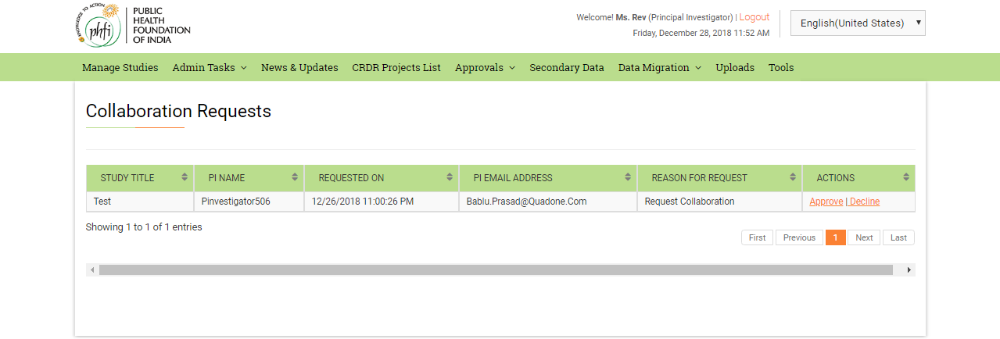 KNOWLEDGE TO ACTION
phfi
PUBLIC
HEALTH
FOUNDATION
OF INDIA
Welcome! Ms. Rev (Principal Investigator) | Logout
Friday, December 28, 2018 11:52 AM
English(United States)
Manage Studies Admin Tasks News & Updates CRDR Projects List Approvals Secondary Data Data Migration Uploads Tools
Collaboration Requests
STUDY TITLE PI NAME REQUESTED ON PI EMAIL ADDRESS REASON FOR REQUEST ACTIONS
Test Pinvestigator506 12/26/2018 11:00:26 PM Bablu.Prasad@Quadone.Com Request Collaboration Approve | Decline
Showing 1 to 1 of 1 entries
First Previous 1 Next Last